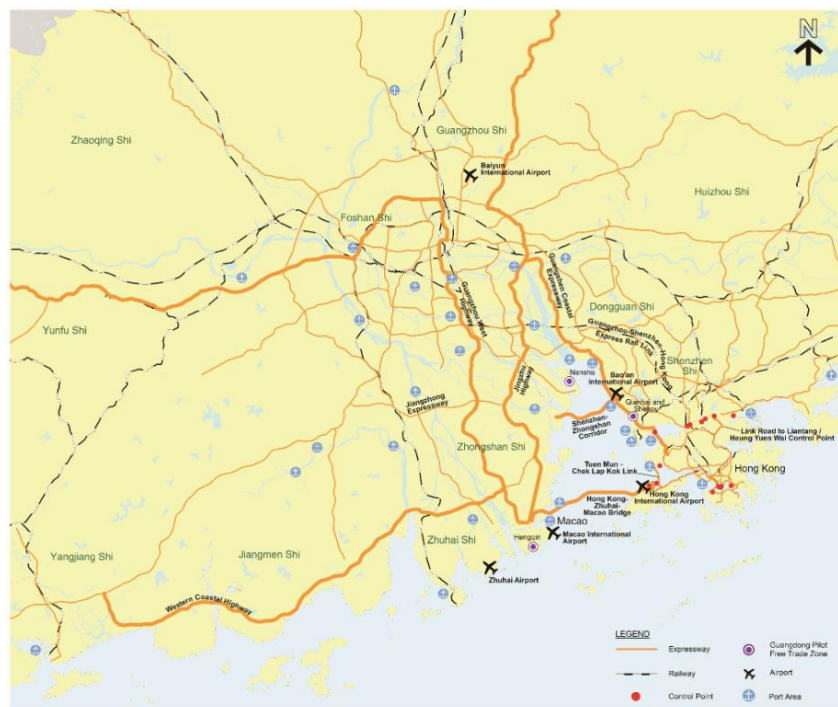 N
Zhaoqing Shi
Guangzhou Shi
Baiyun
International Airport
Huizhou Shi
Foshan Shi
Guangshen Coastal
Expressway
Dongguan Shi
Guangzhou West
Highway
Yunfu Shi
Guangzhou-Shenzhen-Hong Kong
Express Rail Link
Shenzhen
Shi
Nansha
Jingzhu
Highway
Bao'an
International Airport
Qianhai and
Shekou
Jiangzhong
Expressway
Shenzhen-
Zhongshan
Corridor
Link Road to Liantang /
Heung Yuen Wai Control Point
Zhongshan Shi
Tuen Mun -
Chek Lap Kok Link
Hong Kong
Hong Kong
International Airport
Hong Kong-
Zhuhai-
Macao Bridge
Macao
Macao International
Airport
Hengqin
Zhuhai Shi
Yangjiang Shi
Jiangmen Shi
Zhuhai Airport
Western Coastal Highway
LEGEND
Expressway
Guangdong Pilot
Free Trade Zone
Railway
Airport
Control Point
Port Area